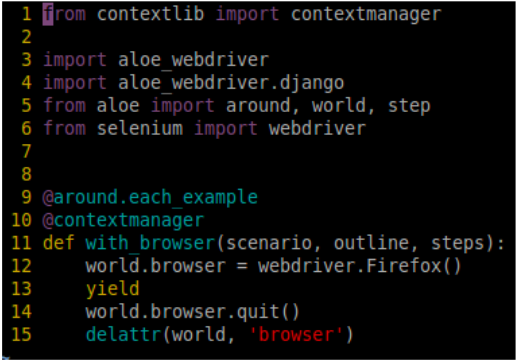 1 from contextlib import contextmanager
2
3 import aloe_webdriver
4 import aloe_webdriver.django
5 from aloe import around, world, step
6 from selenium import webdriver
7
8
9 @around.each_example
10 @contextmanager
11 def with_browser(scenario, outline, steps):
12     world.browser = webdriver.Firefox()
13     yield
14     world.browser.quit()
15     delattr(world, 'browser')